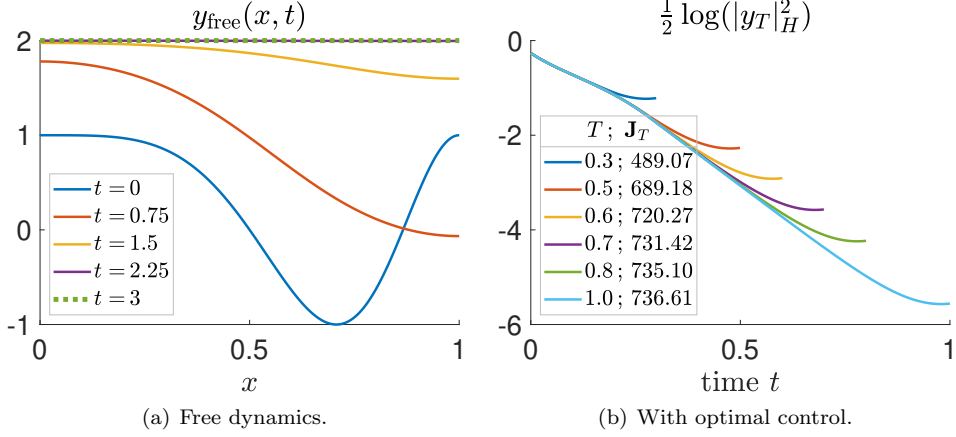 y_free(x, t)
2
1
0
-1
t = 0
t = 0.75
t = 1.5
t = 2.25
t = 3
0
0.5
1
x
(a) Free dynamics.
½ log(|y_T|²_H)
0
-2
-4
-6
T ; J_T
0.3 ; 489.07
0.5 ; 689.18
0.6 ; 720.27
0.7 ; 731.42
0.8 ; 735.10
1.0 ; 736.61
0
0.5
1
time t
(b) With optimal control.